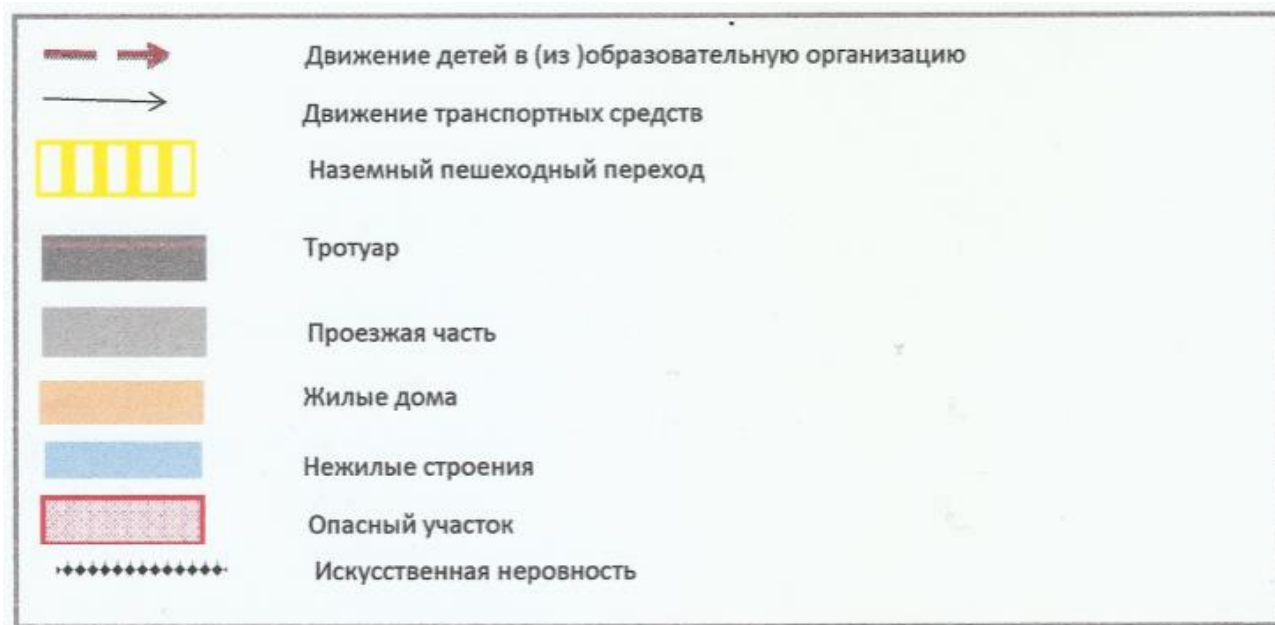 Движение детей в (из )образовательную организацию
Движение транспортных средств
Наземный пешеходный переход
Тротуар
Проезжая часть
Жилые дома
Нежилые строения
Опасный участок
Искусственная неровность